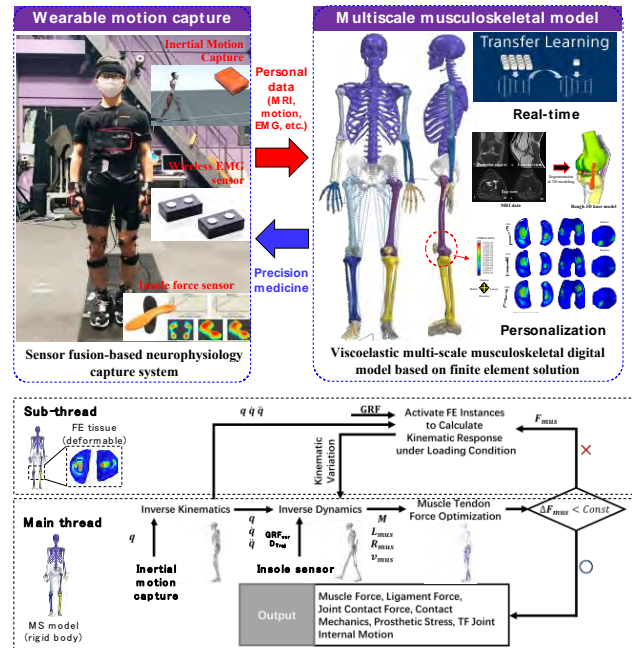 Wearable motion capture
Inertial Motion
Capture
Wireless EMG
sensor
Insole force sensor
Sensor fusion-based neurophysiology
capture system
Personal
data
(MRI,
motion,
EMG, etc.)
Precision
medicine
Multiscale musculoskeletal model
Transfer Learning
Real-time
Top view
MRI data
Segmentation
& 3D modeling
Rough 3D knee model
Personalization
Viscoelastic multi-scale musculoskeletal digital
model based on finite element solution
Sub-thread
FE tissue
(deformable)
q q̇ q̈
GRF
Activate FE Instances
to Calculate
Kinematic Response
under Loading Condition
F_mus
Kinematic
Variation
Main thread
MS model
(rigid body)
q
Inverse Kinematics
q
q̇
q̈
Inverse Dynamics
M
L_mus
R_mus
v_mus
Muscle Tendon
Force Optimization
ΔF_mus < Const
Inertial
motion
capture
Insole sensor
Output
Muscle Force, Ligament Force,
Joint Contact Force, Contact
Mechanics, Prosthetic Stress, TF Joint
Internal Motion